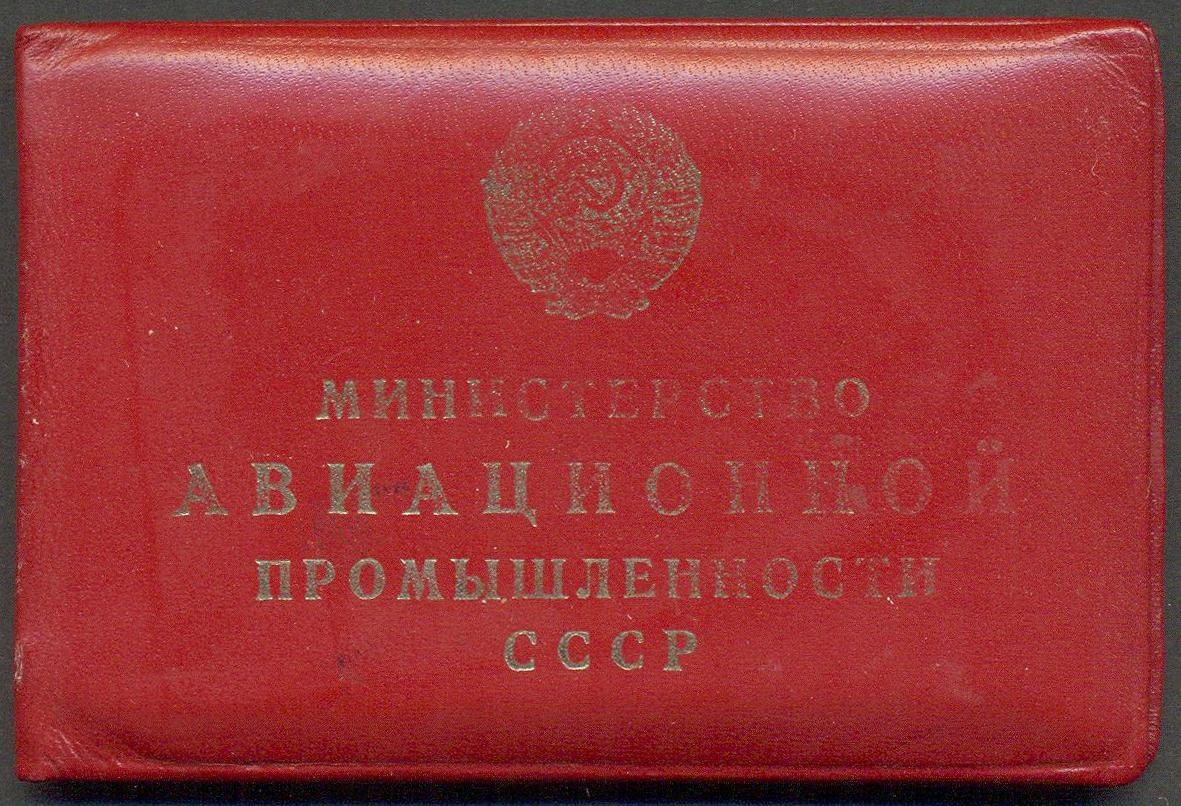 МИНИСТЕРСТВО
АВИАЦИОННОЙ
ПРОМЫШЛЕННОСТИ
СССР